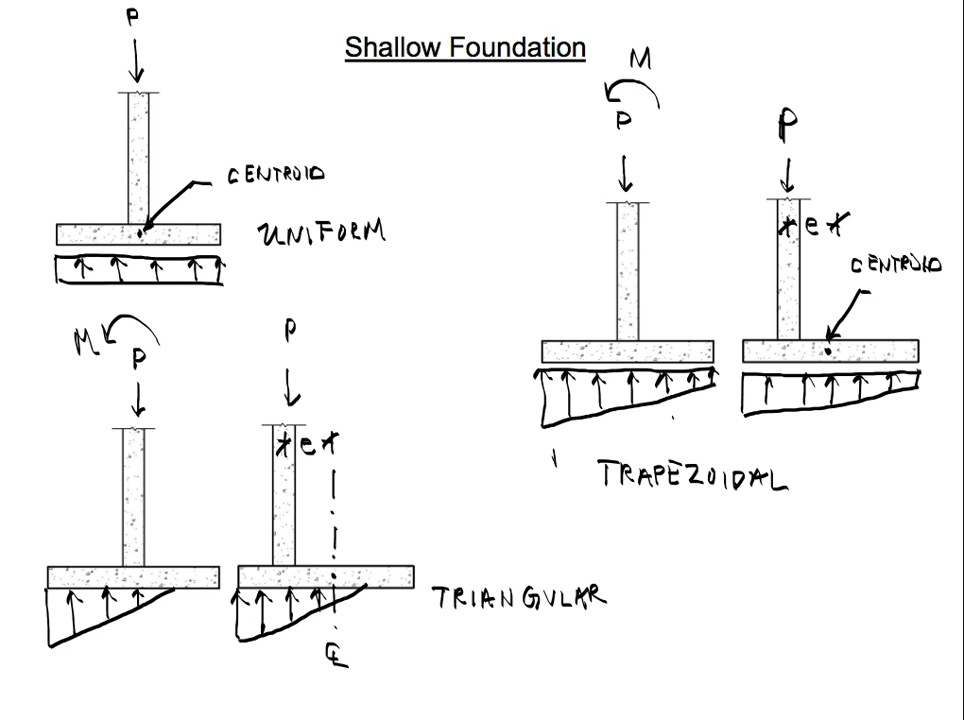 Shallow Foundation
P
CENTROID
UNIFORM
M
P
P
e
CENTROID
TRAPEZOIDAL
M
P
P
e
TRIANGULAR
℄